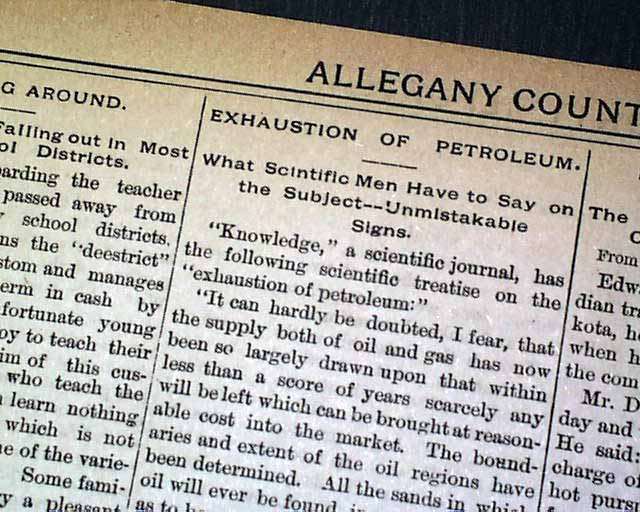 ALLEGANY COUNT
G AROUND.
Falling out in Most
ol Districts.
arding the teacher
passed away from
school districts,
ns the "deestrict"
stom and manages
erm in cash by
fortunate young
oy to teach their
im of this cus-
who teach the
learn nothing
which is not
e of the varie-
Some fami-
y a pleasant
EXHAUSTION OF PETROLEUM.
What Scintific Men Have to Say on
the Subject---Unmistakable
Signs.
"Knowledge," a scientific journal, has
the following scientific treatise on the
"exhaustion of petroleum:"
"It can hardly be doubted, I fear, that
the supply both of oil and gas has now
been so largely drawn upon that within
less than a score of years scarcely any
will be left which can be brought at reason-
able cost into the market. The bound-
aries and extent of the oil regions have
been determined. All the sands in which
oil will ever be found
as to
The
From
Edw
dian tra
kota, he
when h
the com
Mr. D
day and
He said:
charge of
hot purs